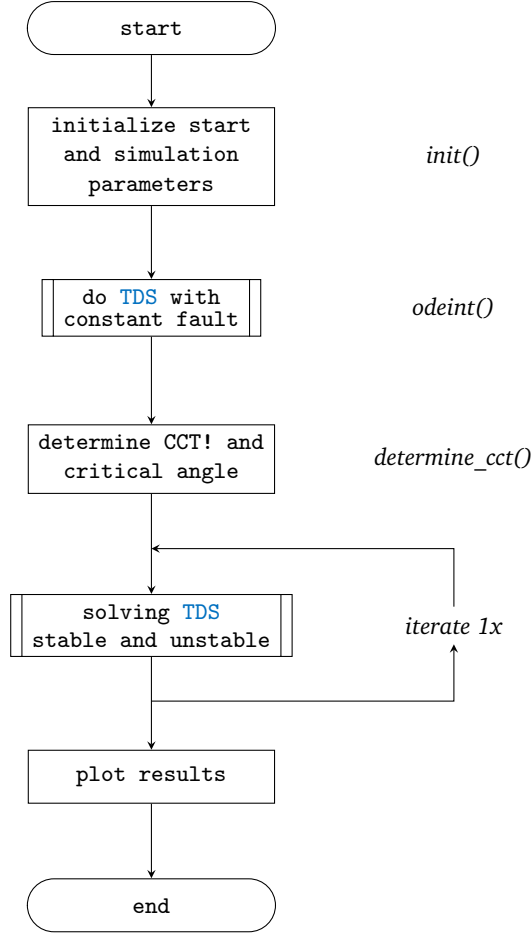 start
initialize start
and simulation
parameters
init()
do TDS with
constant fault
odeint()
determine CCT! and
critical angle
determine_cct()
solving TDS
stable and unstable
iterate 1x
plot results
end